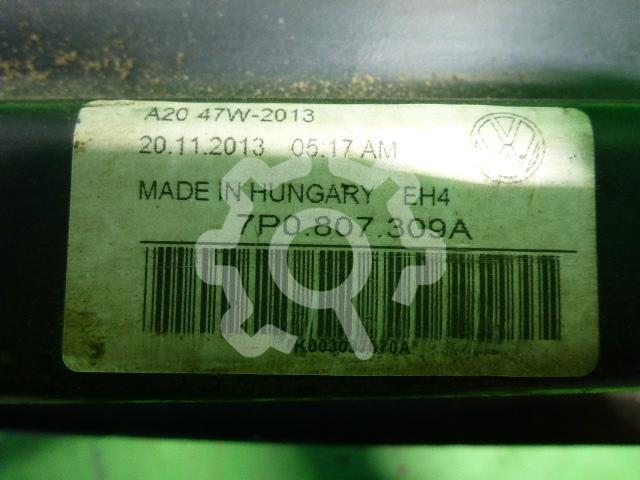 A20 47W-2013
20.11.2013 05:17 AM
MADE IN HUNGARY EH4
7P0.807.309A